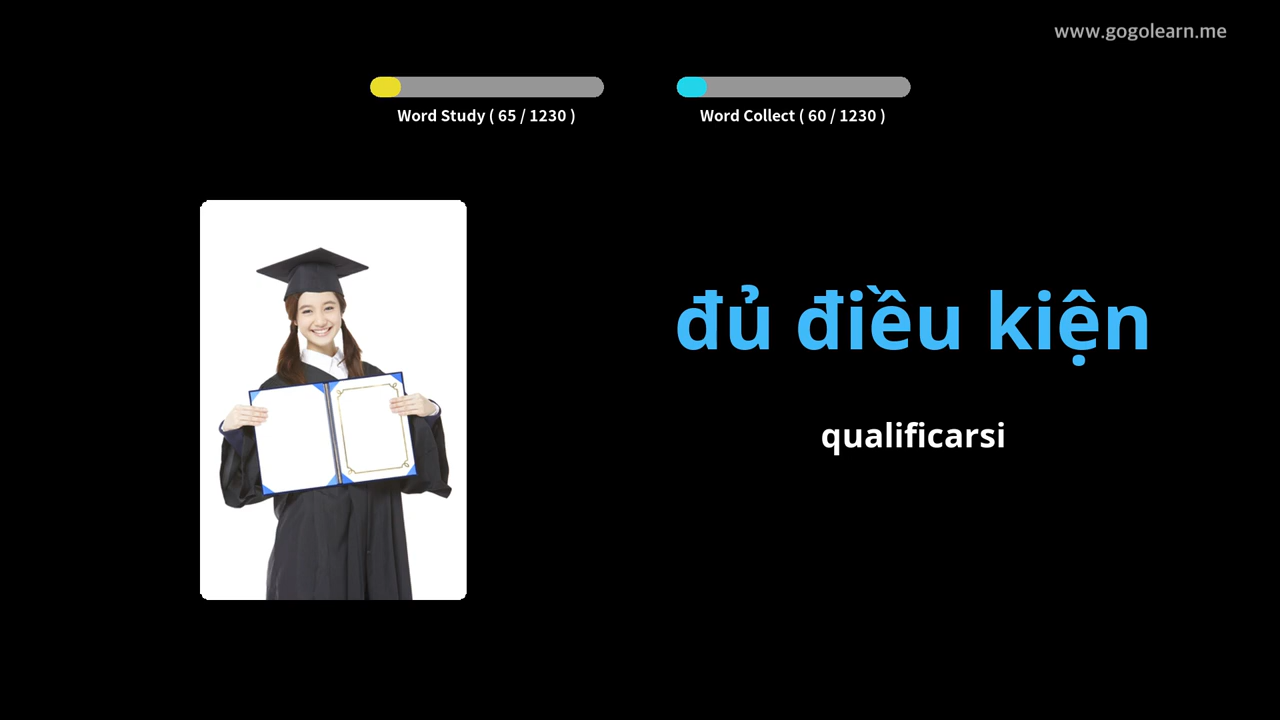 www.gogolearn.me
Word Study ( 65 / 1230 )
Word Collect ( 60 / 1230 )
đủ điều kiện
qualificarsi